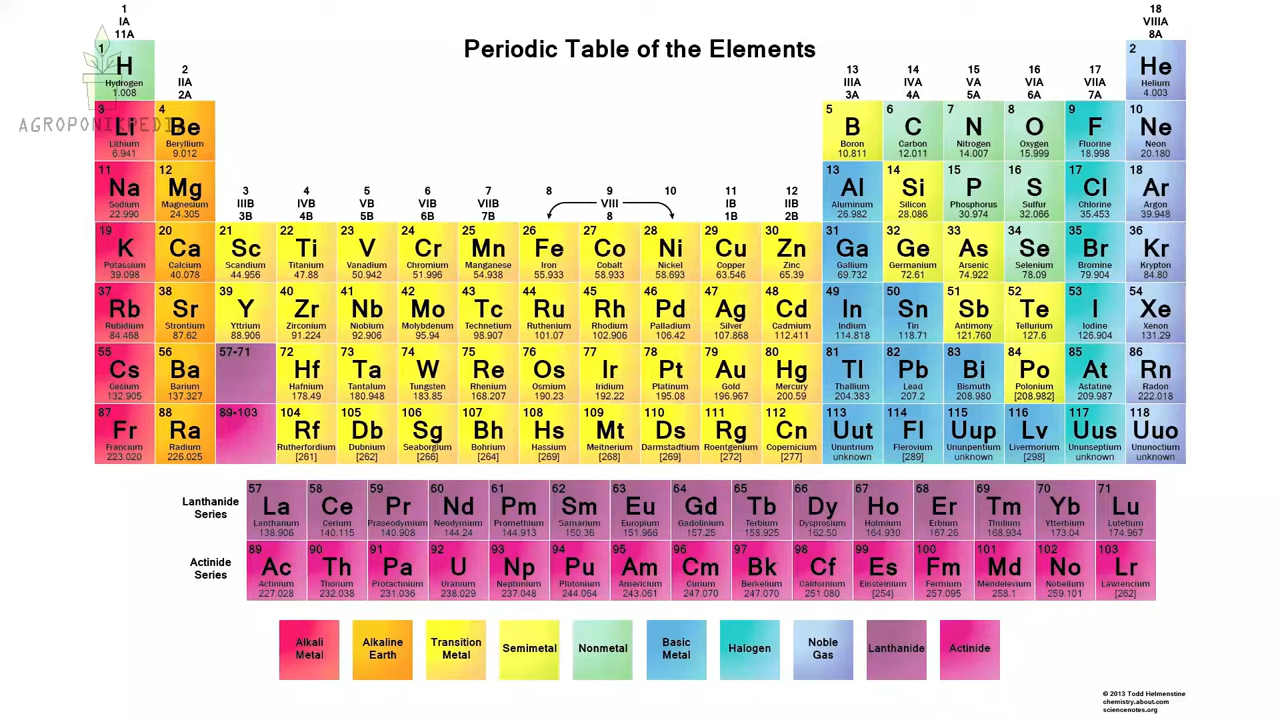 Periodic Table of the Elements
1
IA
11A
18
VIIIA
8A
1
H
Hydrogen
1.008
2
IIA
2A
13
IIIA
3A
14
IVA
4A
15
VA
5A
16
VIA
6A
17
VIIA
7A
2
He
Helium
4.003
AGROPONIKPEDI
3
Li
Lithium
6.941
4
Be
Beryllium
9.012
5
B
Boron
10.811
6
C
Carbon
12.011
7
N
Nitrogen
14.007
8
O
Oxygen
15.999
9
F
Fluorine
18.998
10
Ne
Neon
20.180
11
Na
Sodium
22.990
12
Mg
Magnesium
24.305
3
IIIB
3B
4
IVB
4B
5
VB
5B
6
VIB
6B
7
VIIB
7B
8
9
10
VIII
8
11
IB
1B
12
IIB
2B
13
Al
Aluminum
26.982
14
Si
Silicon
28.086
15
P
Phosphorus
30.974
16
S
Sulfur
32.066
17
Cl
Chlorine
35.453
18
Ar
Argon
39.948
19
K
Potassium
39.098
20
Ca
Calcium
40.078
21
Sc
Scandium
44.956
22
Ti
Titanium
47.88
23
V
Vanadium
50.942
24
Cr
Chromium
51.996
25
Mn
Manganese
54.938
26
Fe
Iron
55.933
27
Co
Cobalt
58.933
28
Ni
Nickel
58.693
29
Cu
Copper
63.546
30
Zn
Zinc
65.39
31
Ga
Gallium
69.732
32
Ge
Germanium
72.61
33
As
Arsenic
74.922
34
Se
Selenium
78.09
35
Br
Bromine
79.904
36
Kr
Krypton
84.80
37
Rb
Rubidium
84.468
38
Sr
Strontium
87.62
39
Y
Yttrium
88.906
40
Zr
Zirconium
91.224
41
Nb
Niobium
92.906
42
Mo
Molybdenum
95.94
43
Tc
Technetium
98.907
44
Ru
Ruthenium
101.07
45
Rh
Rhodium
102.906
46
Pd
Palladium
106.42
47
Ag
Silver
107.868
48
Cd
Cadmium
112.411
49
In
Indium
114.818
50
Sn
Tin
118.71
51
Sb
Antimony
121.760
52
Te
Tellurium
127.6
53
I
Iodine
126.904
54
Xe
Xenon
131.29
55
Cs
Cesium
132.905
56
Ba
Barium
137.327
57-71
72
Hf
Hafnium
178.49
73
Ta
Tantalum
180.948
74
W
Tungsten
183.85
75
Re
Rhenium
168.207
76
Os
Osmium
190.23
77
Ir
Iridium
192.22
78
Pt
Platinum
195.08
79
Au
Gold
196.967
80
Hg
Mercury
200.59
81
Tl
Thallium
204.383
82
Pb
Lead
207.2
83
Bi
Bismuth
208.980
84
Po
Polonium
[208.982]
85
At
Astatine
209.987
86
Rn
Radon
222.018
87
Fr
Francium
223.020
88
Ra
Radium
226.025
89-103
104
Rf
Rutherfordium
[261]
105
Db
Dubnium
[262]
106
Sg
Seaborgium
[266]
107
Bh
Bohrium
[264]
108
Hs
Hassium
[269]
109
Mt
Meitnerium
[268]
110
Ds
Darmstadtium
[269]
111
Rg
Roentgenium
[272]
112
Cn
Copernicium
[277]
113
Uut
Ununtrium
unknown
114
Fl
Flerovium
[289]
115
Uup
Ununpentium
unknown
116
Lv
Livermorium
[298]
117
Uus
Ununseptium
unknown
118
Uuo
Ununoctium
unknown
Lanthanide
Series
57
La
Lanthanum
138.906
58
Ce
Cerium
140.115
59
Pr
Praseodymium
140.908
60
Nd
Neodymium
144.24
61
Pm
Promethium
144.913
62
Sm
Samarium
150.36
63
Eu
Europium
151.966
64
Gd
Gadolinium
157.25
65
Tb
Terbium
158.925
66
Dy
Dysprosium
162.50
67
Ho
Holmium
164.930
68
Er
Erbium
167.26
69
Tm
Thulium
168.934
70
Yb
Ytterbium
173.04
71
Lu
Lutetium
174.967
Actinide
Series
89
Ac
Actinium
227.028
90
Th
Thorium
232.038
91
Pa
Protactinium
231.036
92
U
Uranium
238.029
93
Np
Neptunium
237.048
94
Pu
Plutonium
244.064
95
Am
Americium
243.061
96
Cm
Curium
247.070
97
Bk
Berkelium
247.070
98
Cf
Californium
251.080
99
Es
Einsteinium
[254]
100
Fm
Fermium
257.095
101
Md
Mendelevium
258.1
102
No
Nobelium
259.101
103
Lr
Lawrencium
[262]
Alkali
Metal
Alkaline
Earth
Transition
Metal
Semimetal
Nonmetal
Basic
Metal
Halogen
Noble
Gas
Lanthanide
Actinide
© 2013 Todd Helmenstine
chemistry.about.com
sciencenotes.org